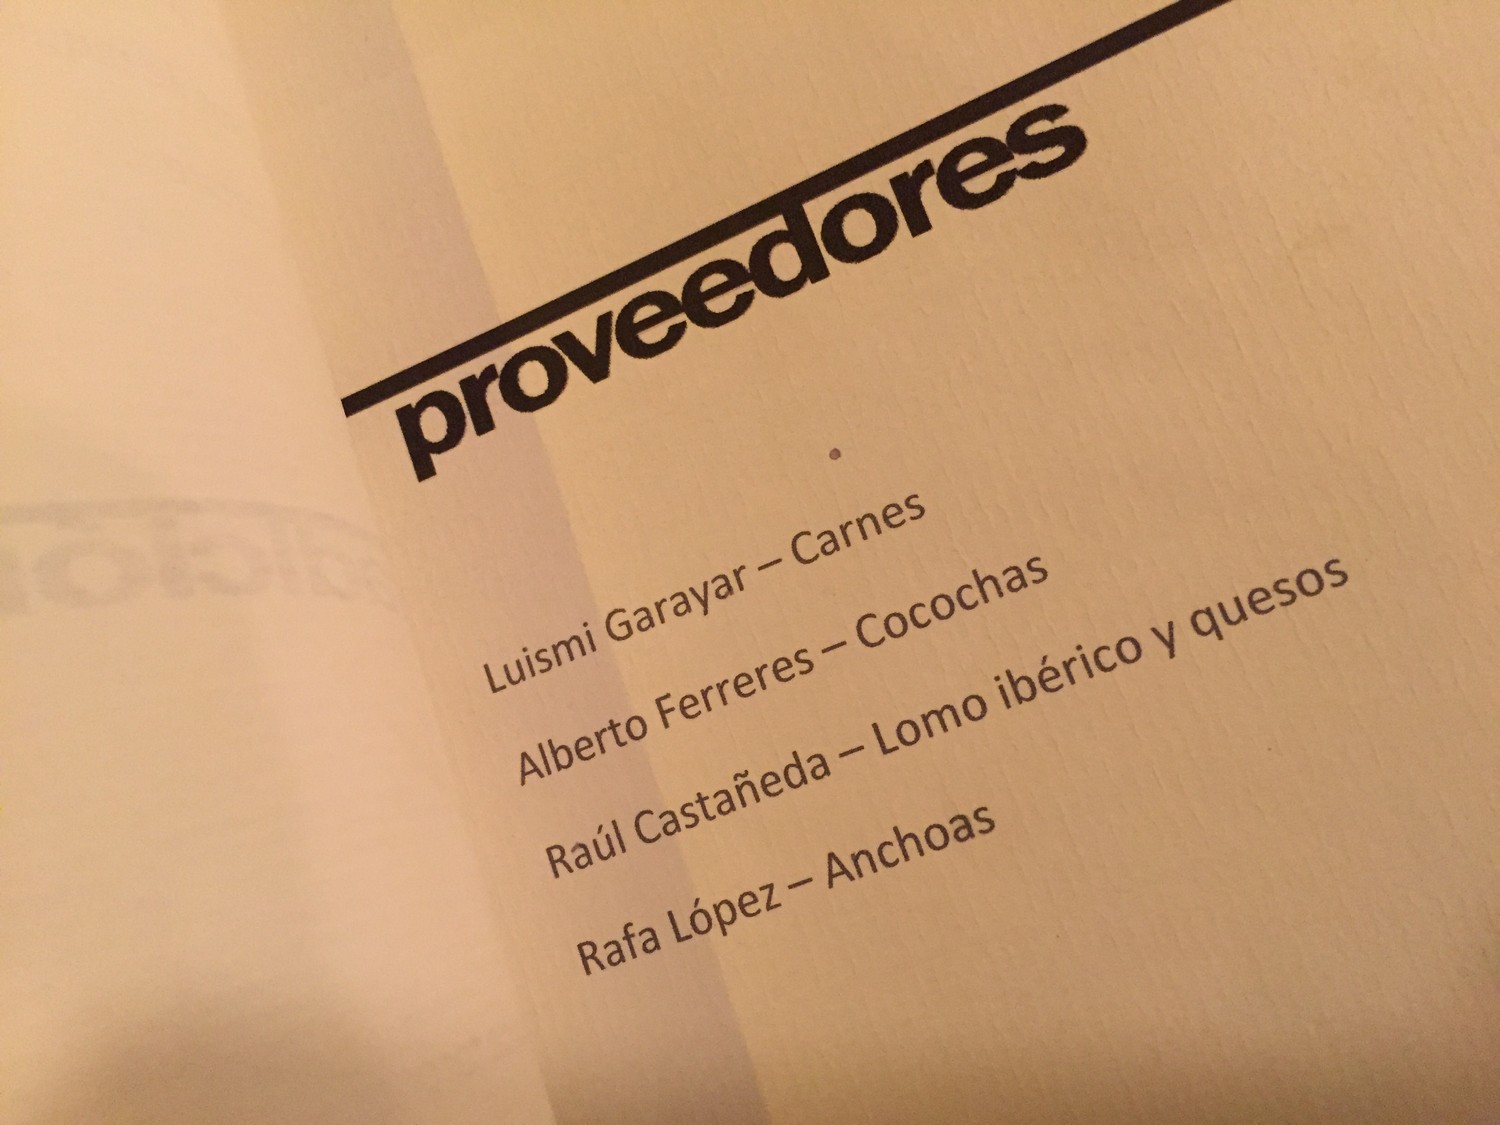 proveedores
Luismi Garayar – Carnes
Alberto Ferreres – Cocochas
Raúl Castañeda – Lomo ibérico y quesos
Rafa López – Anchoas